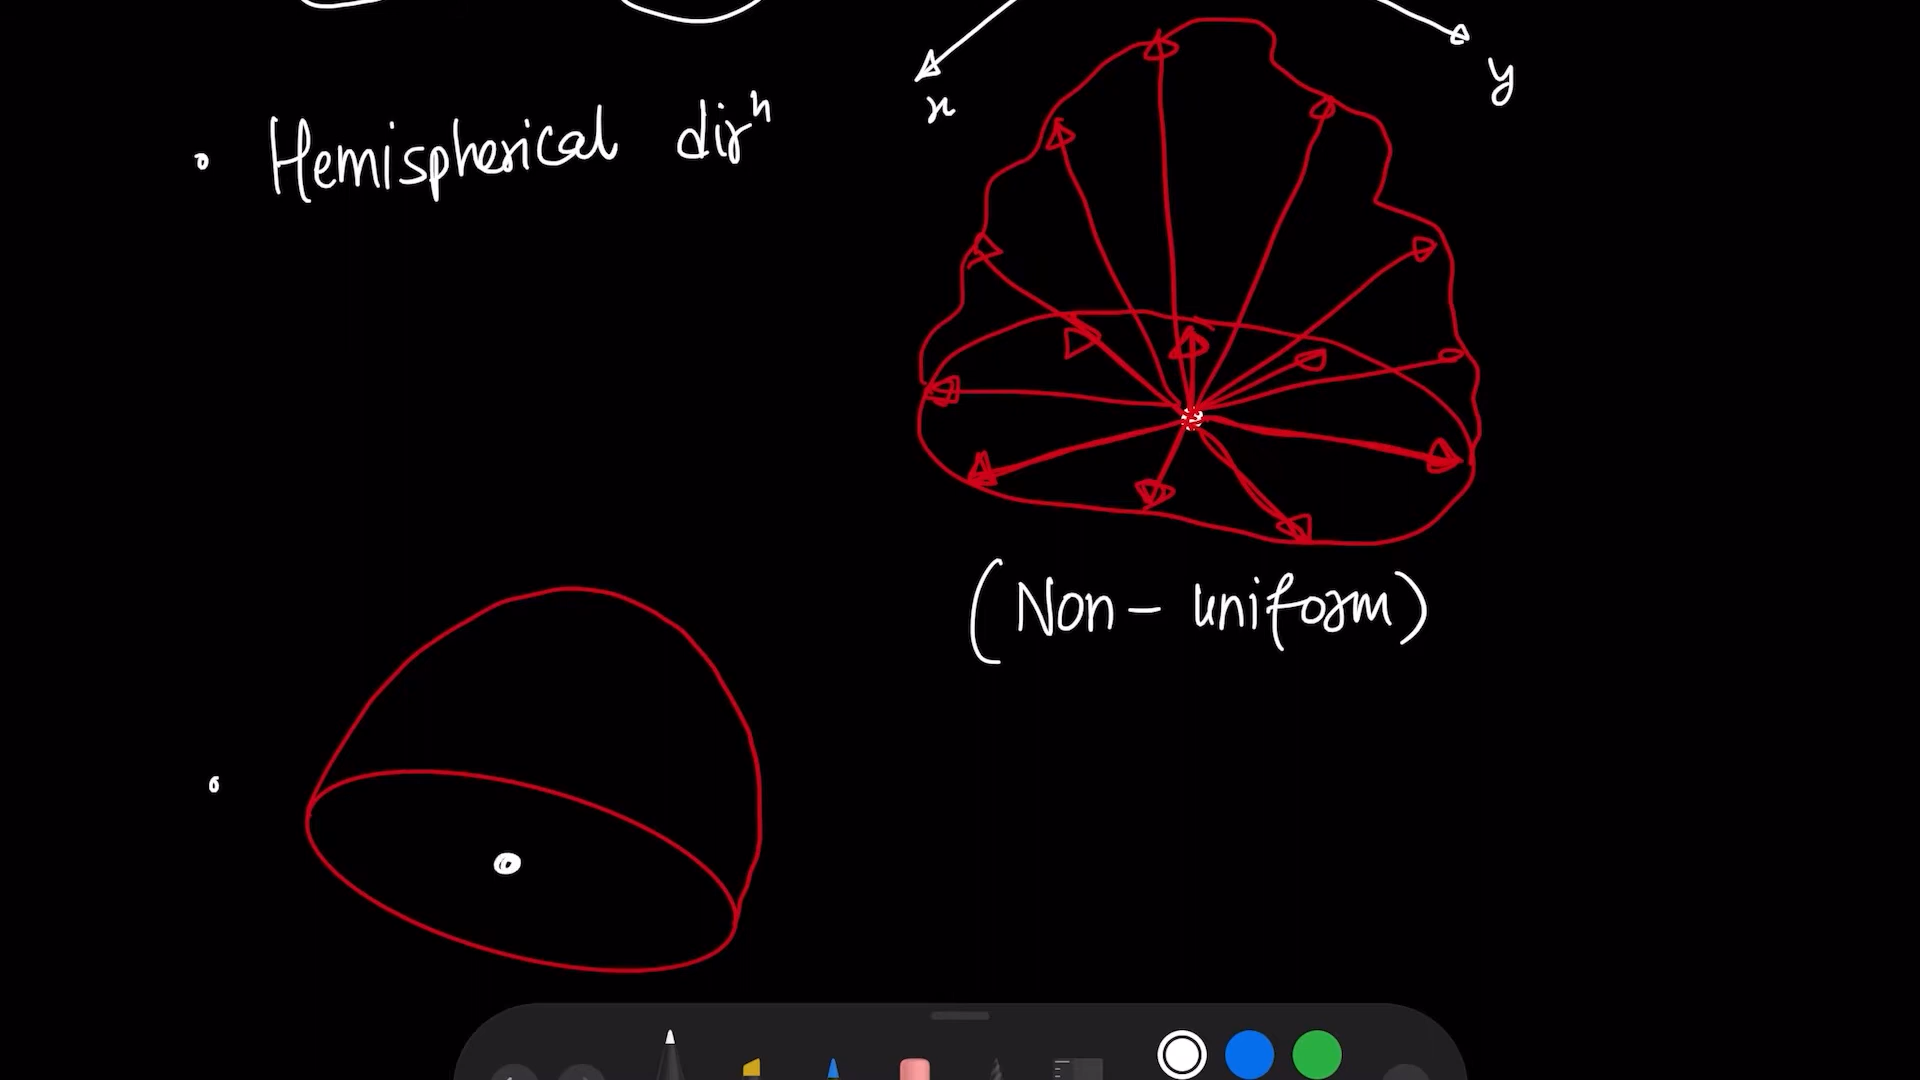 x
y
Hemispherical dirⁿ
(Non- uniform)